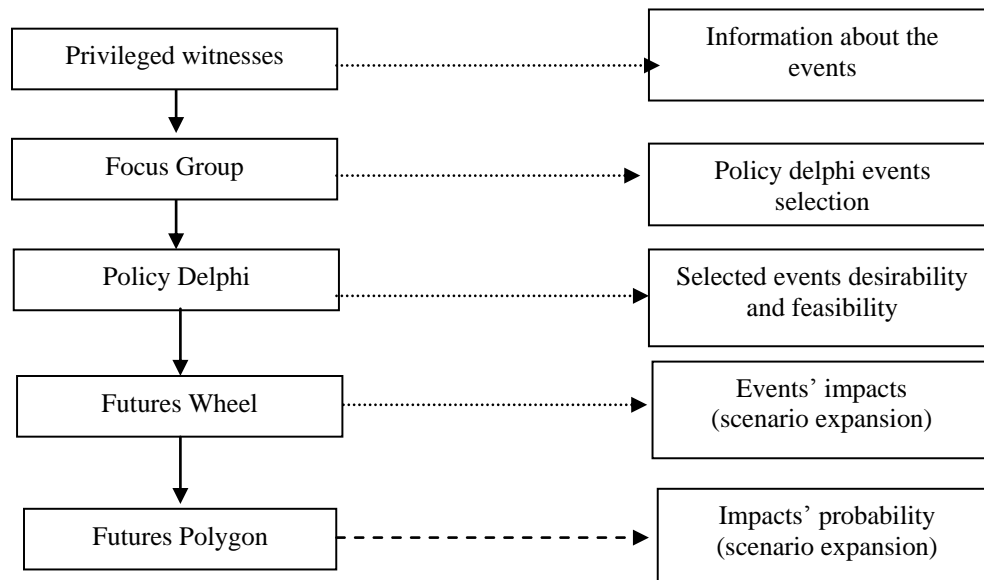 Privileged witnesses
Information about the
events
Focus Group
Policy delphi events
selection
Policy Delphi
Selected events desirability
and feasibility
Futures Wheel
Events’ impacts
(scenario expansion)
Futures Polygon
Impacts’ probability
(scenario expansion)